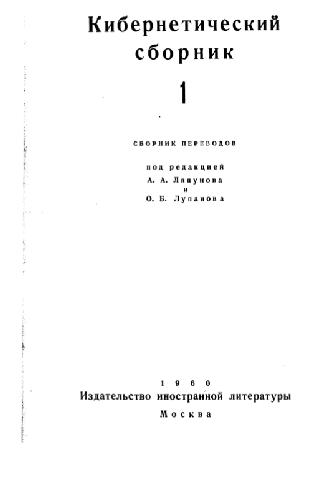 Кибернетический
сборник
1
СБОРНИК ПЕРЕВОДОВ
под редакцией
А. А. Ляпунова
и
О. Б. Лупанова
1960
Издательство иностранной литературы
Москва